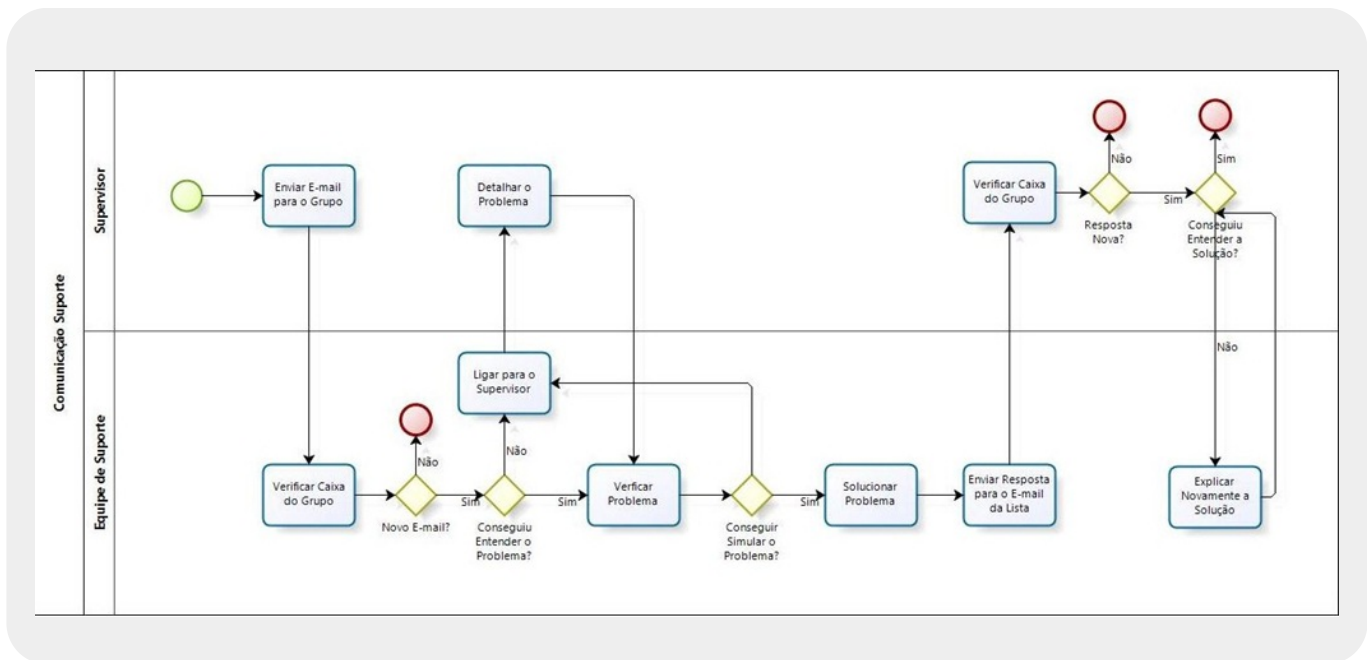 Comunicação Suporte
Supervisor
Enviar E-mail
para o Grupo
Detalhar o
Problema
Verificar Caixa
do Grupo
Não
Resposta
Nova?
Sim
Sim
Conseguiu
Entender a
Solução?
Não
Equipe de Suporte
Ligar para o
Supervisor
Verificar Caixa
do Grupo
Não
Novo E-mail?
Sim
Não
Conseguiu
Entender o
Problema?
Sim
Verficar
Problema
Conseguir
Simular o
Problema?
Sim
Solucionar
Problema
Enviar Resposta
para o E-mail
da Lista
Explicar
Novamente a
Solução